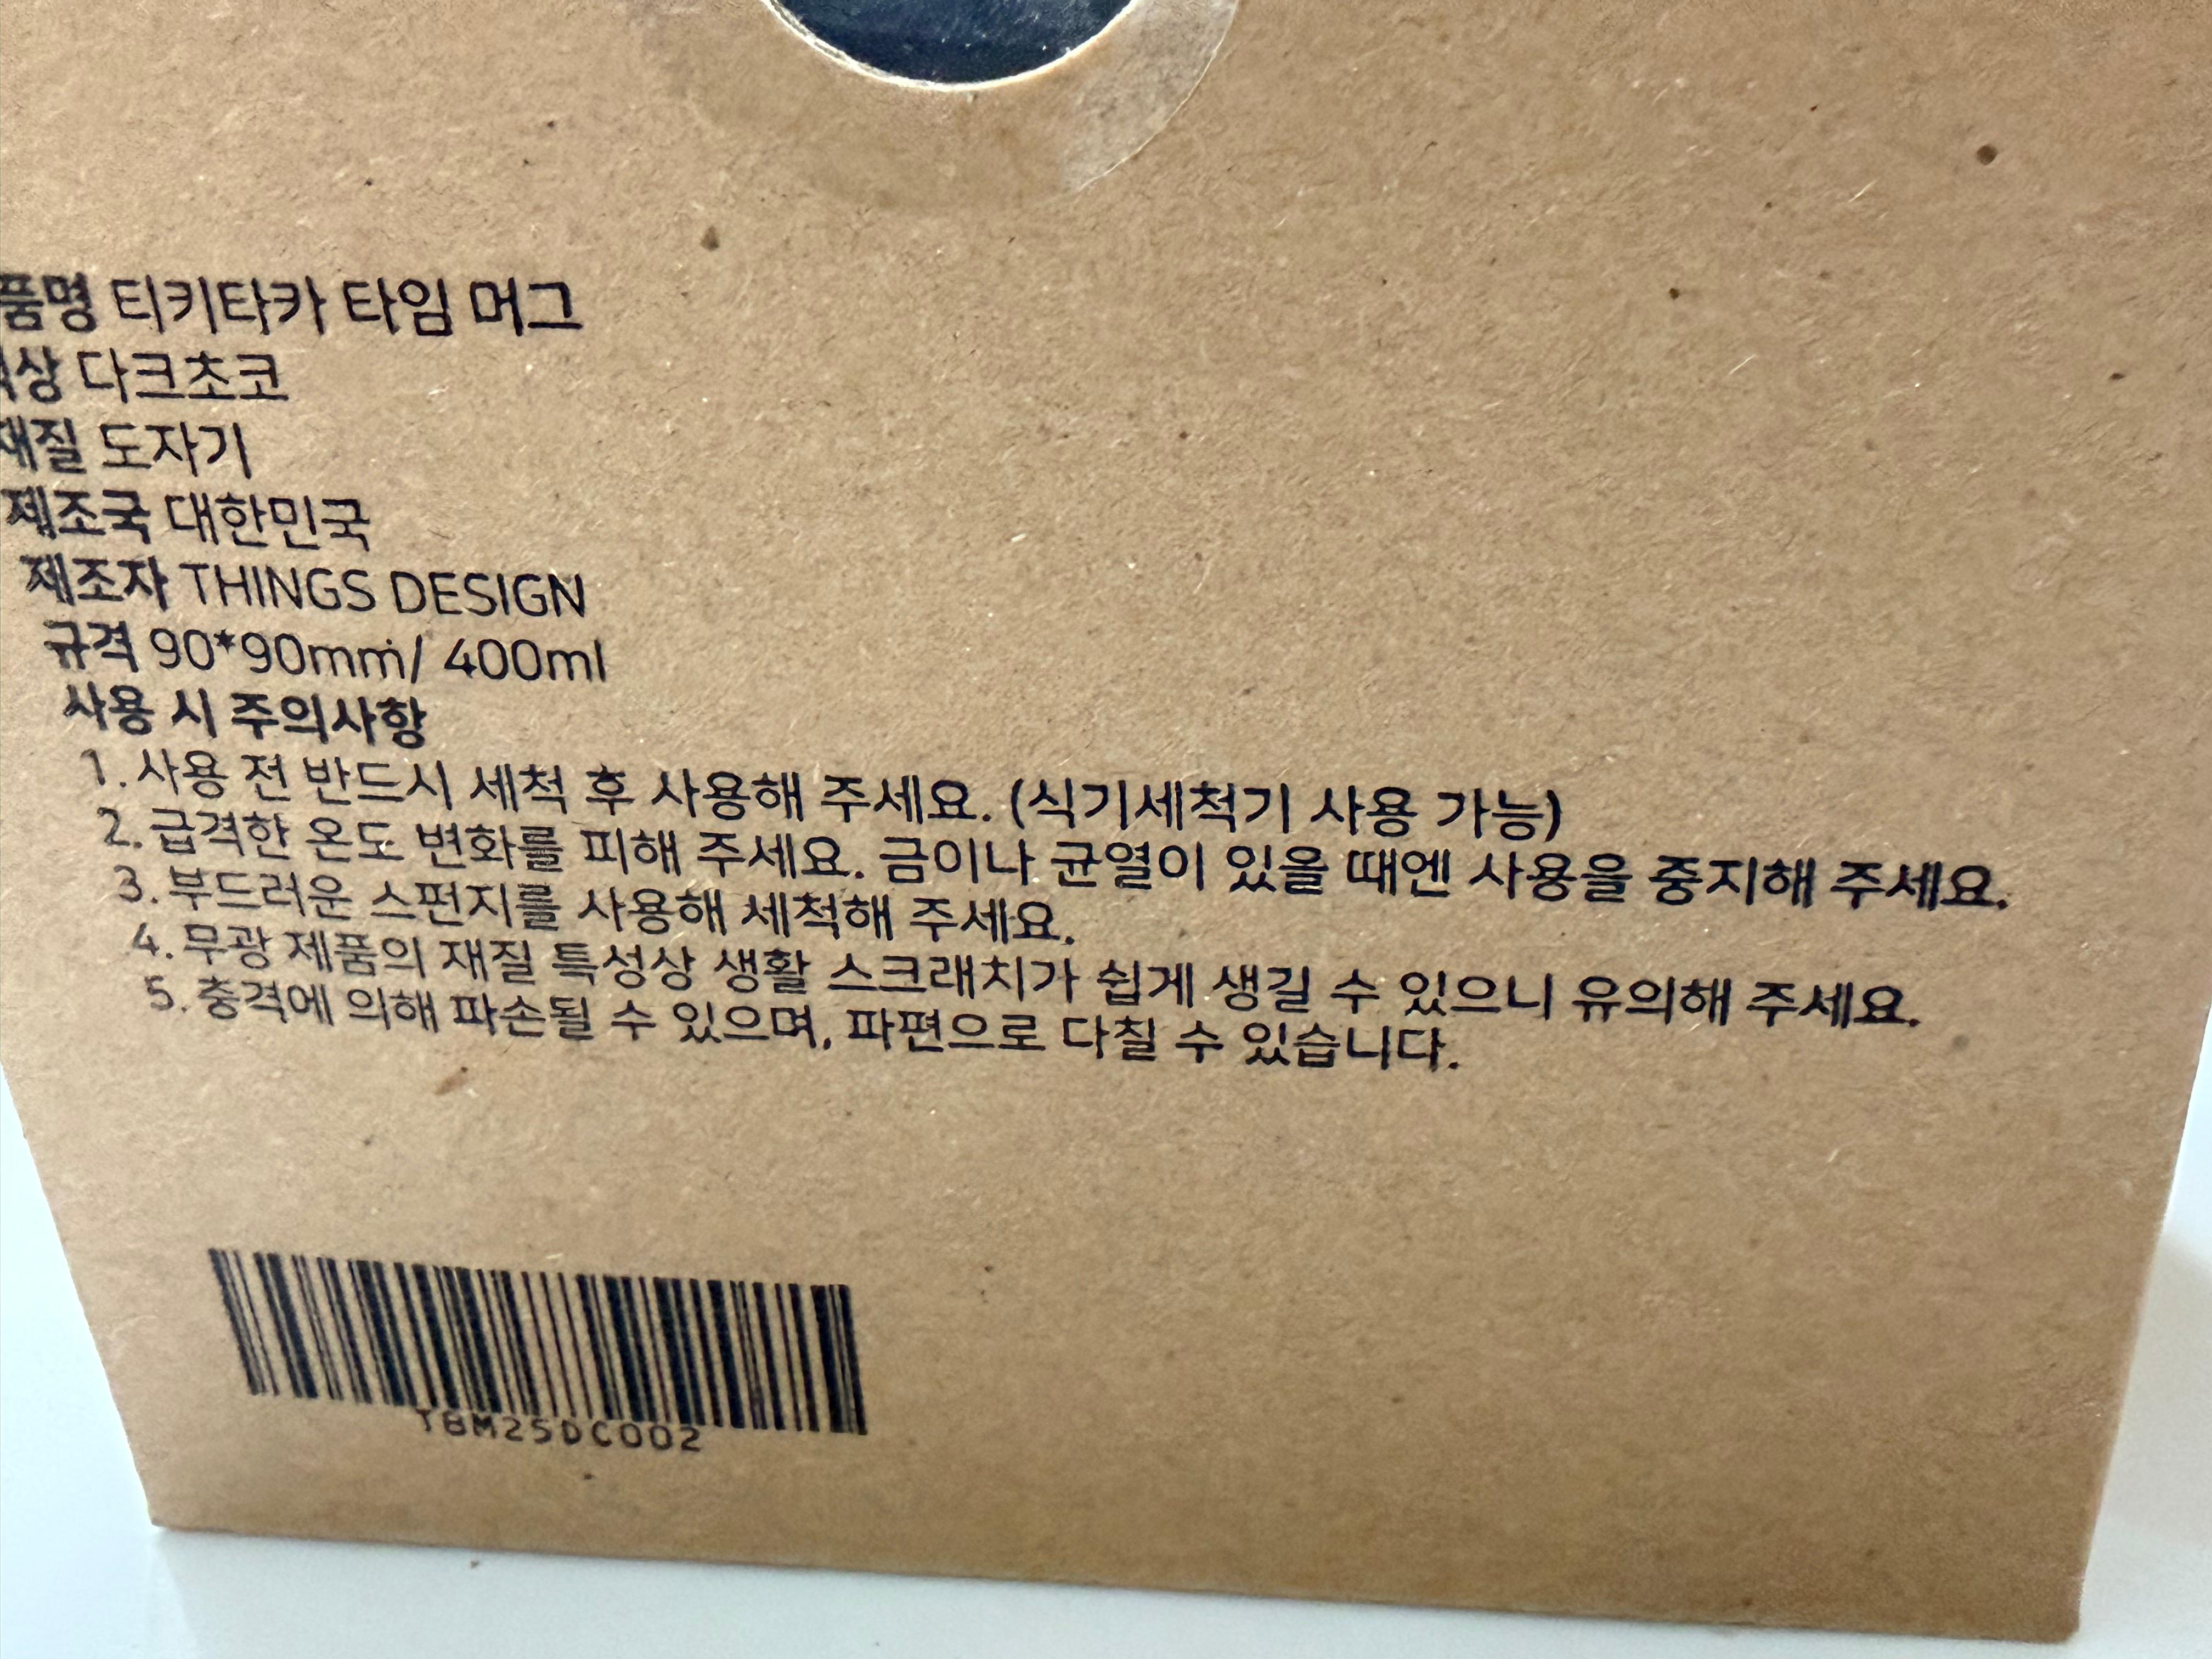 품명 티키타카 타임 머그
색상 다크초코
재질 도자기
제조국 대한민국
제조자 THINGS DESIGN
규격 90*90mm/ 400ml
사용 시 주의사항
1. 사용 전 반드시 세척 후 사용해 주세요. (식기세척기 사용 가능)
2. 급격한 온도 변화를 피해 주세요. 금이나 균열이 있을 때엔 사용을 중지해 주세요.
3. 부드러운 스펀지를 사용해 세척해 주세요.
4. 무광 제품의 재질 특성상 생활 스크래치가 쉽게 생길 수 있으니 유의해 주세요.
5. 충격에 의해 파손될 수 있으며, 파편으로 다칠 수 있습니다.
TBM25DC002